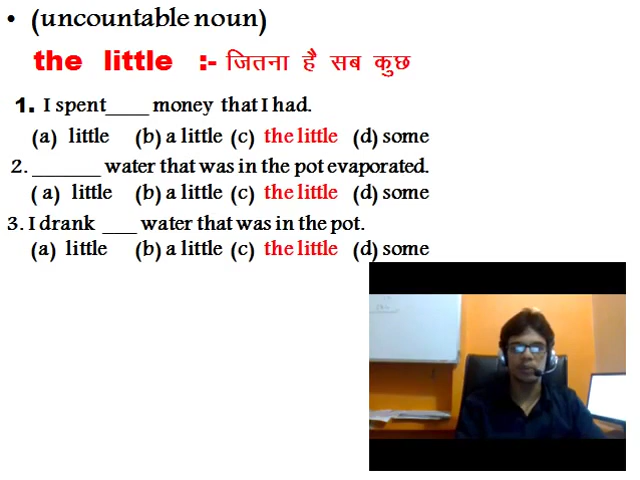 • (uncountable noun)
the little :- जितना है सब कुछ
1. I spent____ money that I had.
(a) little (b) a little (c) the little (d) some
2. ______ water that was in the pot evaporated.
( a) little (b) a little (c) the little (d) some
3. I drank ___ water that was in the pot.
(a) little (b) a little (c) the little (d) some